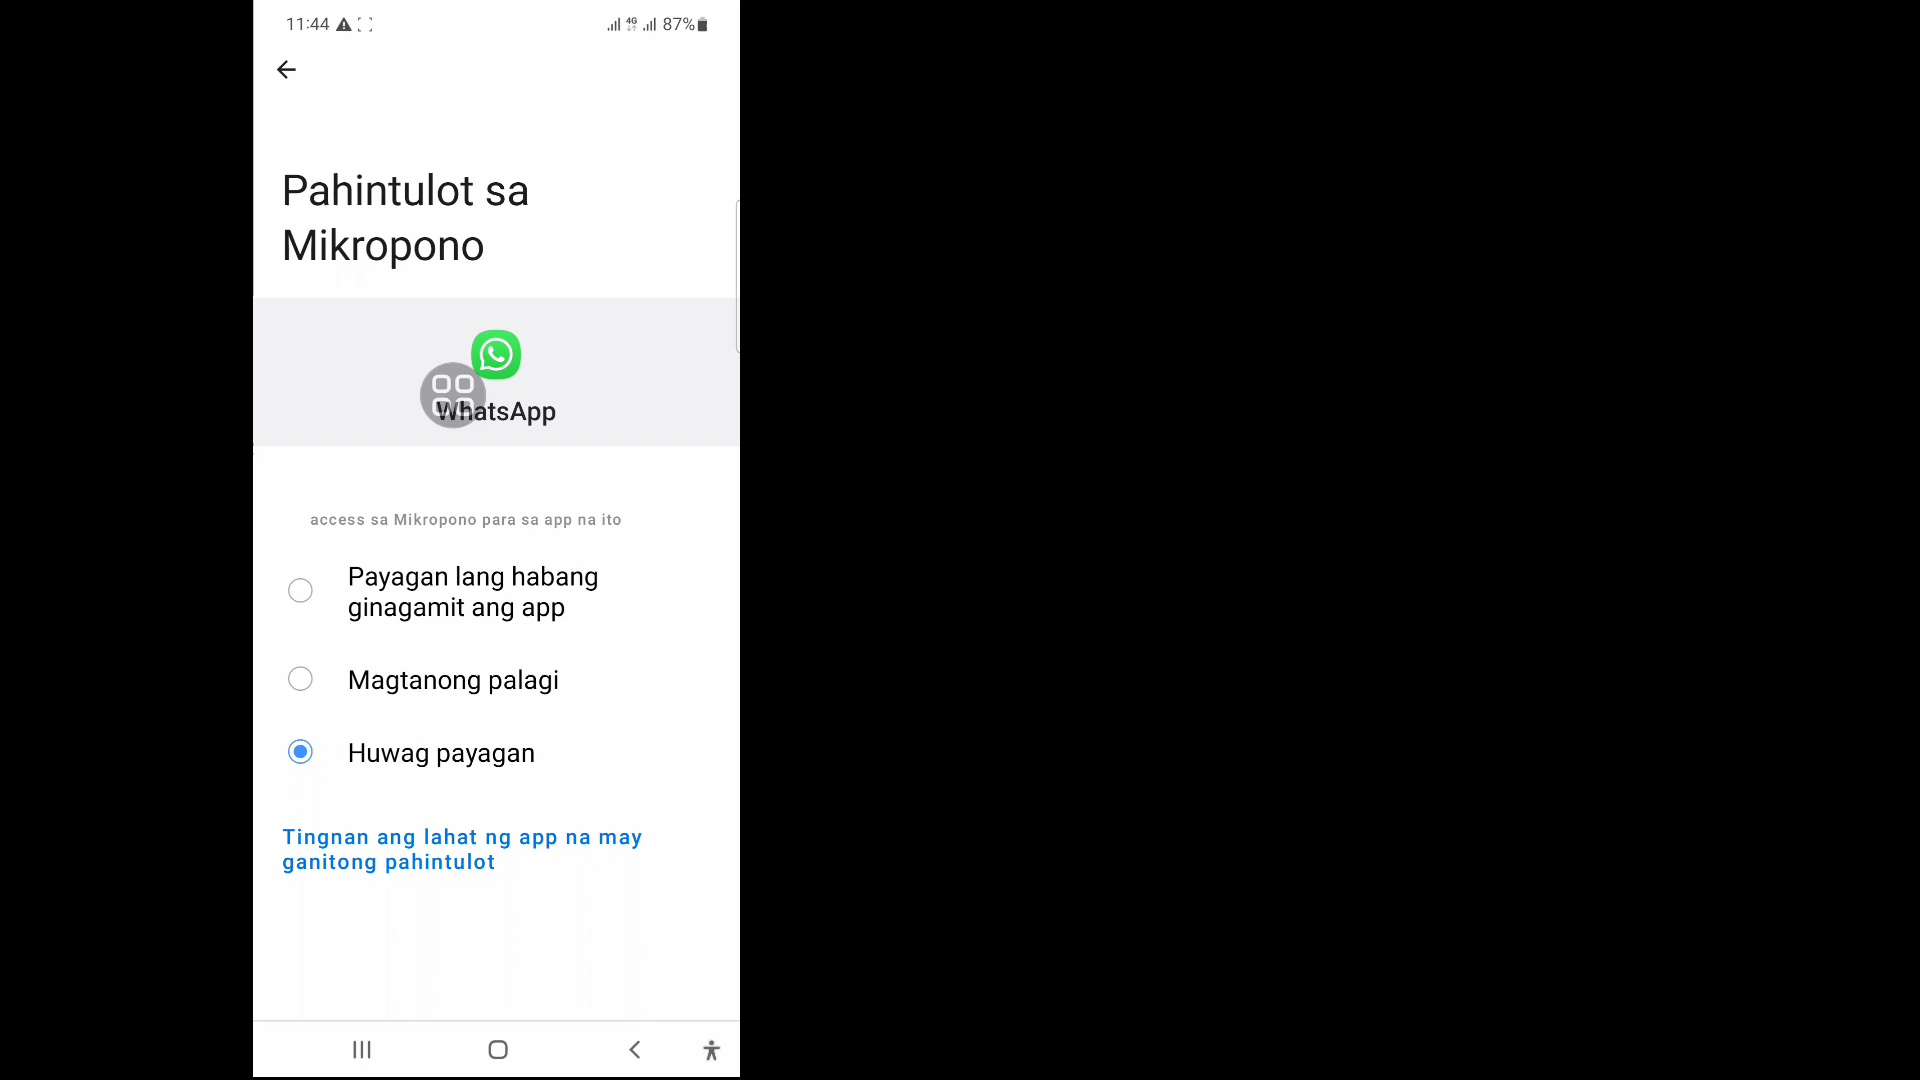 11:44 4G 87%
Pahintulot sa
Mikropono
WhatsApp
access sa Mikropono para sa app na ito
Payagan lang habang
ginagamit ang app
Magtanong palagi
Huwag payagan
Tingnan ang lahat ng app na may
ganitong pahintulot